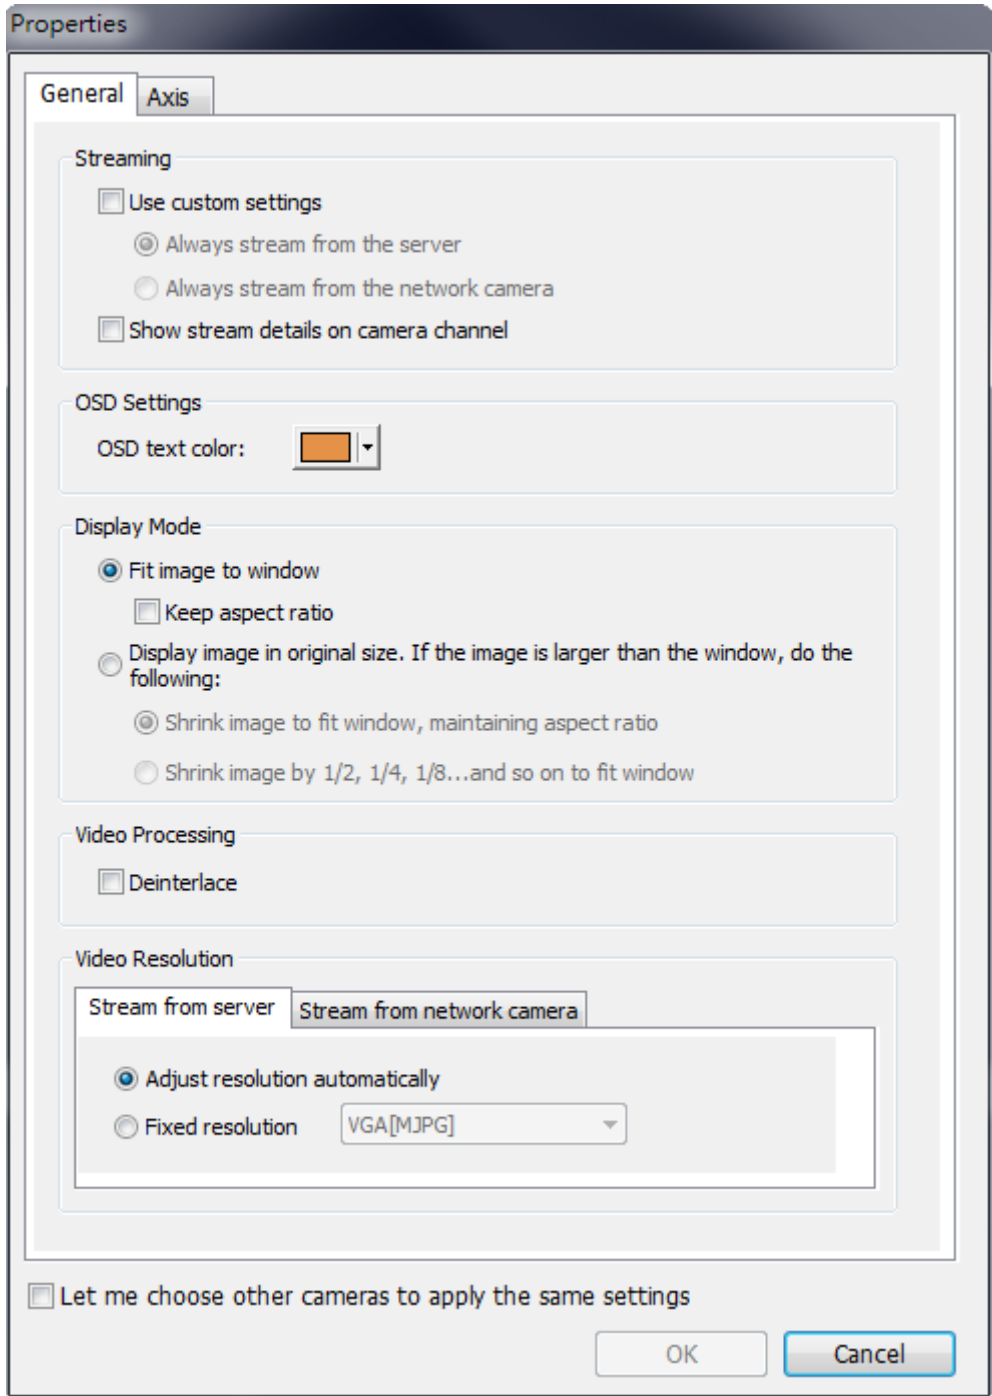 Properties
General
Axis
Streaming
Use custom settings
Always stream from the server
Always stream from the network camera
Show stream details on camera channel
OSD Settings
OSD text color:
Display Mode
Fit image to window
Keep aspect ratio
Display image in original size. If the image is larger than the window, do the
following:
Shrink image to fit window, maintaining aspect ratio
Shrink image by 1/2, 1/4, 1/8...and so on to fit window
Video Processing
Deinterlace
Video Resolution
Stream from server
Stream from network camera
Adjust resolution automatically
Fixed resolution
VGA[MJPG]
Let me choose other cameras to apply the same settings
OK
Cancel